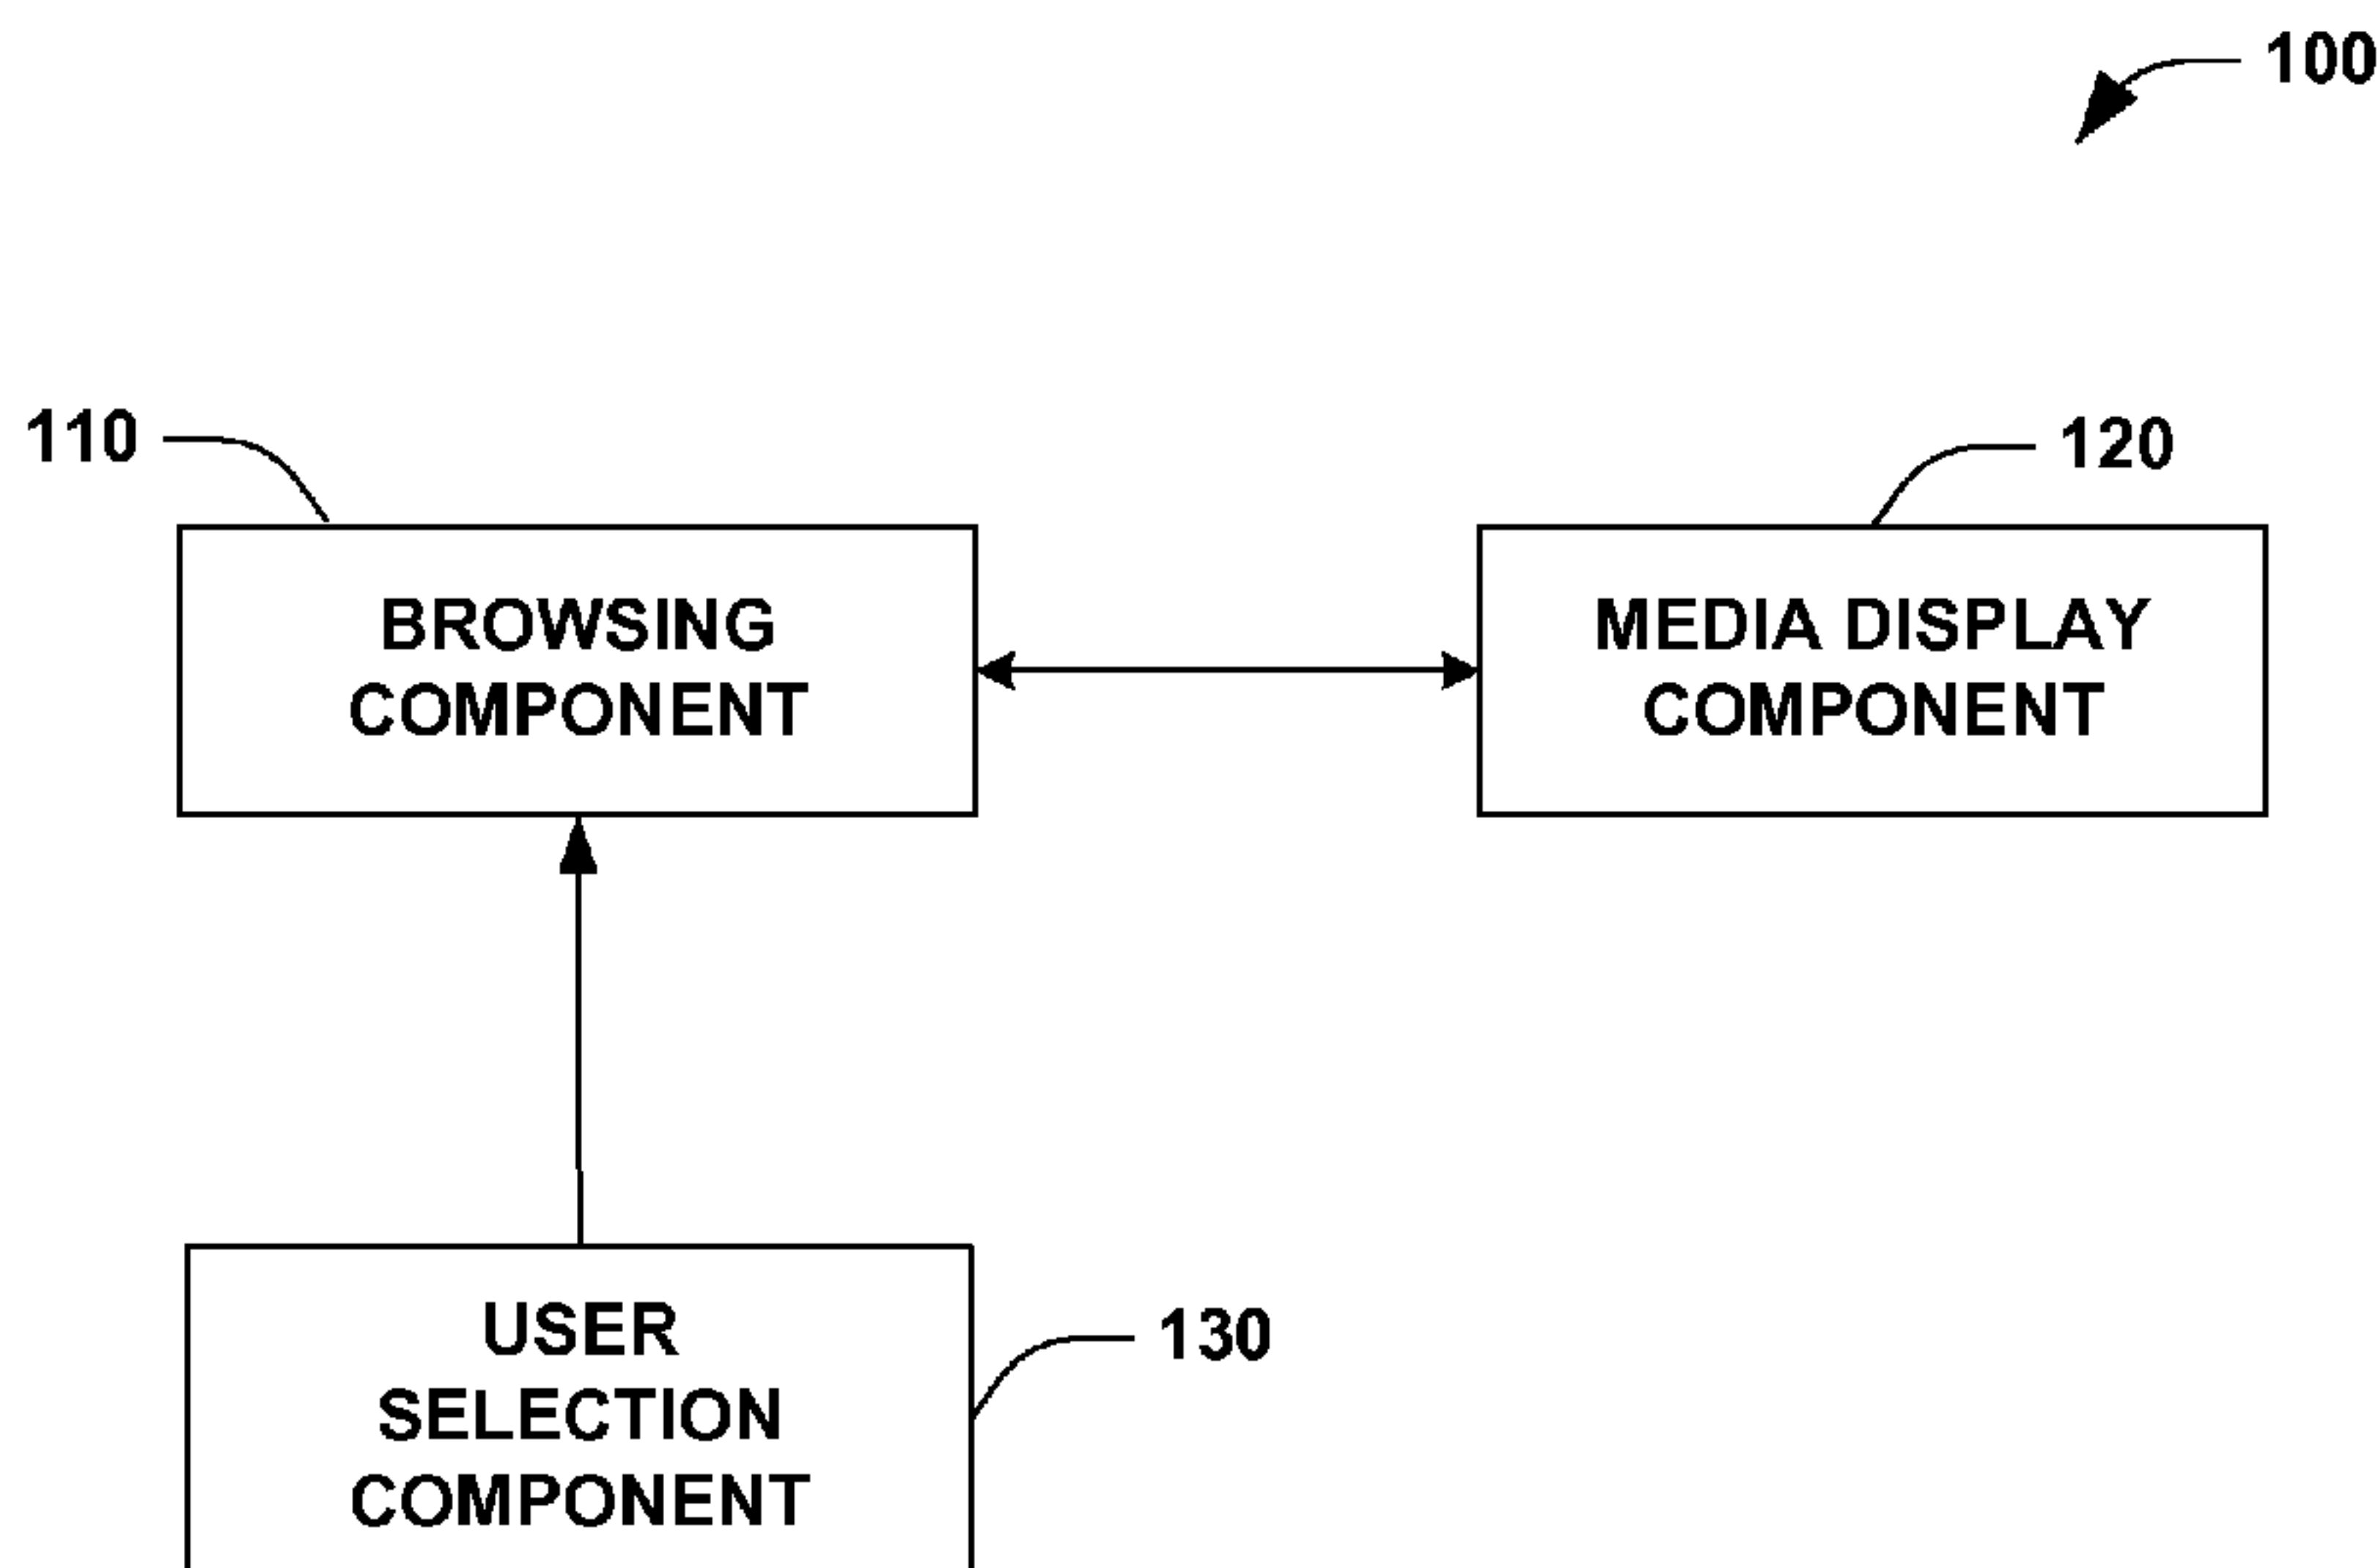 100
110
120
BROWSING
COMPONENT
MEDIA DISPLAY
COMPONENT
130
USER
SELECTION
COMPONENT